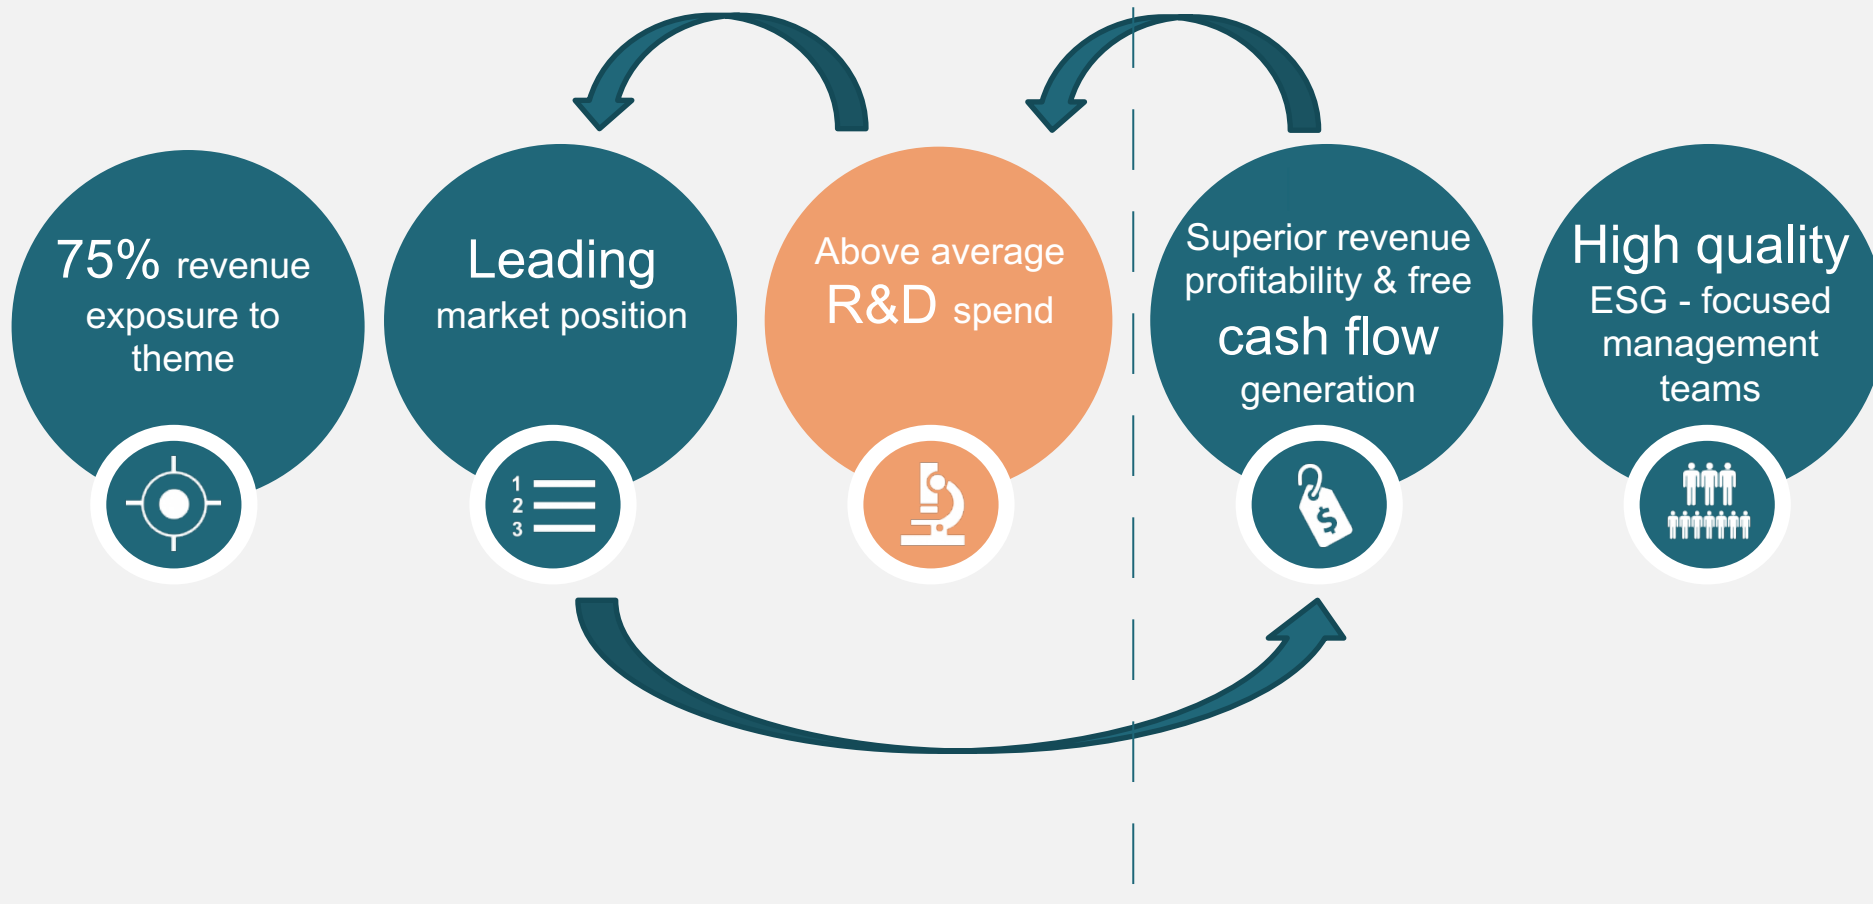 75% revenue
exposure to
theme
Leading
market position
1
2
3
Above average
R&D spend
Superior revenue
profitability & free
cash flow
generation
$
High quality
ESG - focused
management
teams